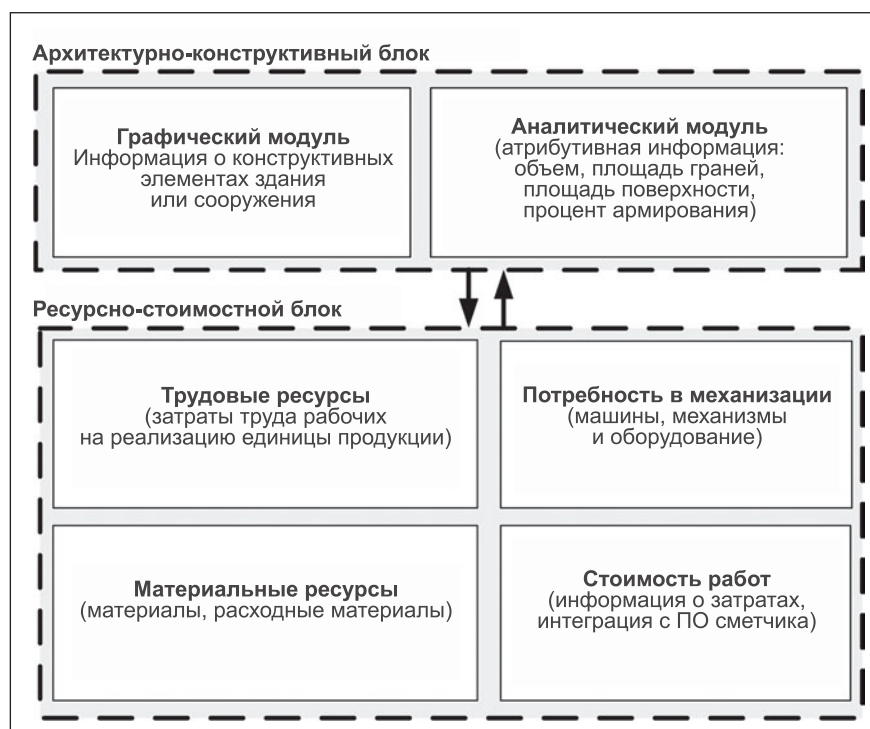 Архитектурно-конструктивный блок
Графический модуль
Информация о конструктивных
элементах здания
или сооружения
Аналитический модуль
(атрибутивная информация:
объем, площадь граней,
площадь поверхности,
процент армирования)
Ресурсно-стоимостной блок
Трудовые ресурсы
(затраты труда рабочих
на реализацию единицы продукции)
Потребность в механизации
(машины, механизмы
и оборудование)
Материальные ресурсы
(материалы, расходные материалы)
Стоимость работ
(информация о затратах,
интеграция с ПО сметчика)